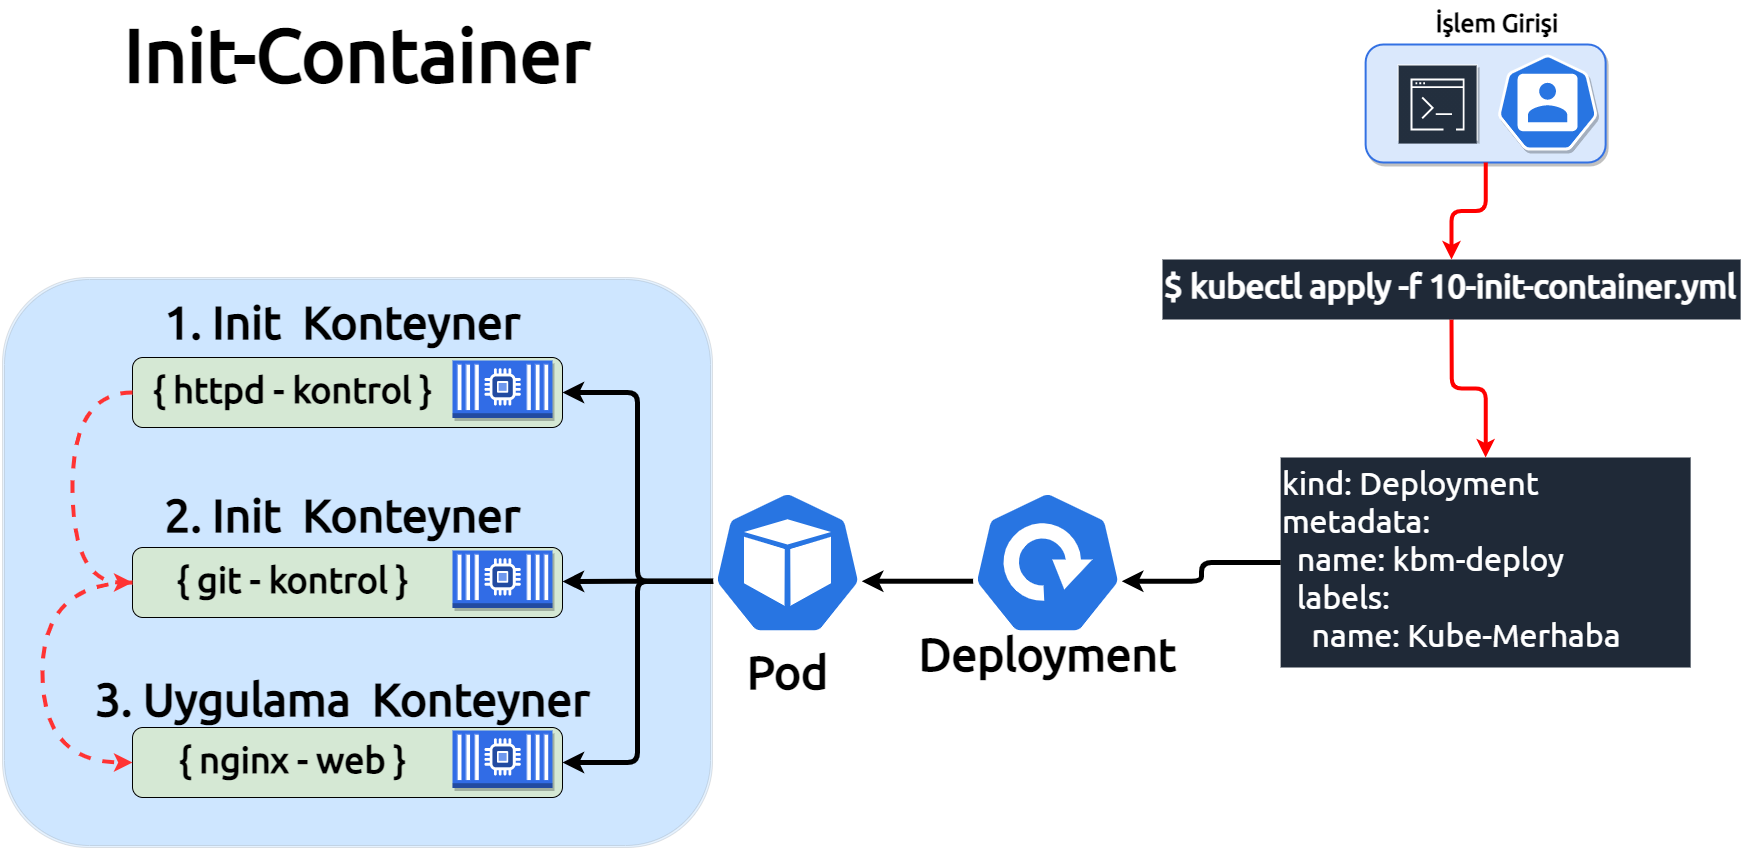 Init-Container
İşlem Girişi
$ kubectl apply -f 10-init-container.yml
kind: Deployment
metadata:
name: kbm-deploy
labels:
name: Kube-Merhaba
Deployment
Pod
1. Init Konteyner
{ httpd - kontrol }
2. Init Konteyner
{ git - kontrol }
3. Uygulama Konteyner
{ nginx - web }